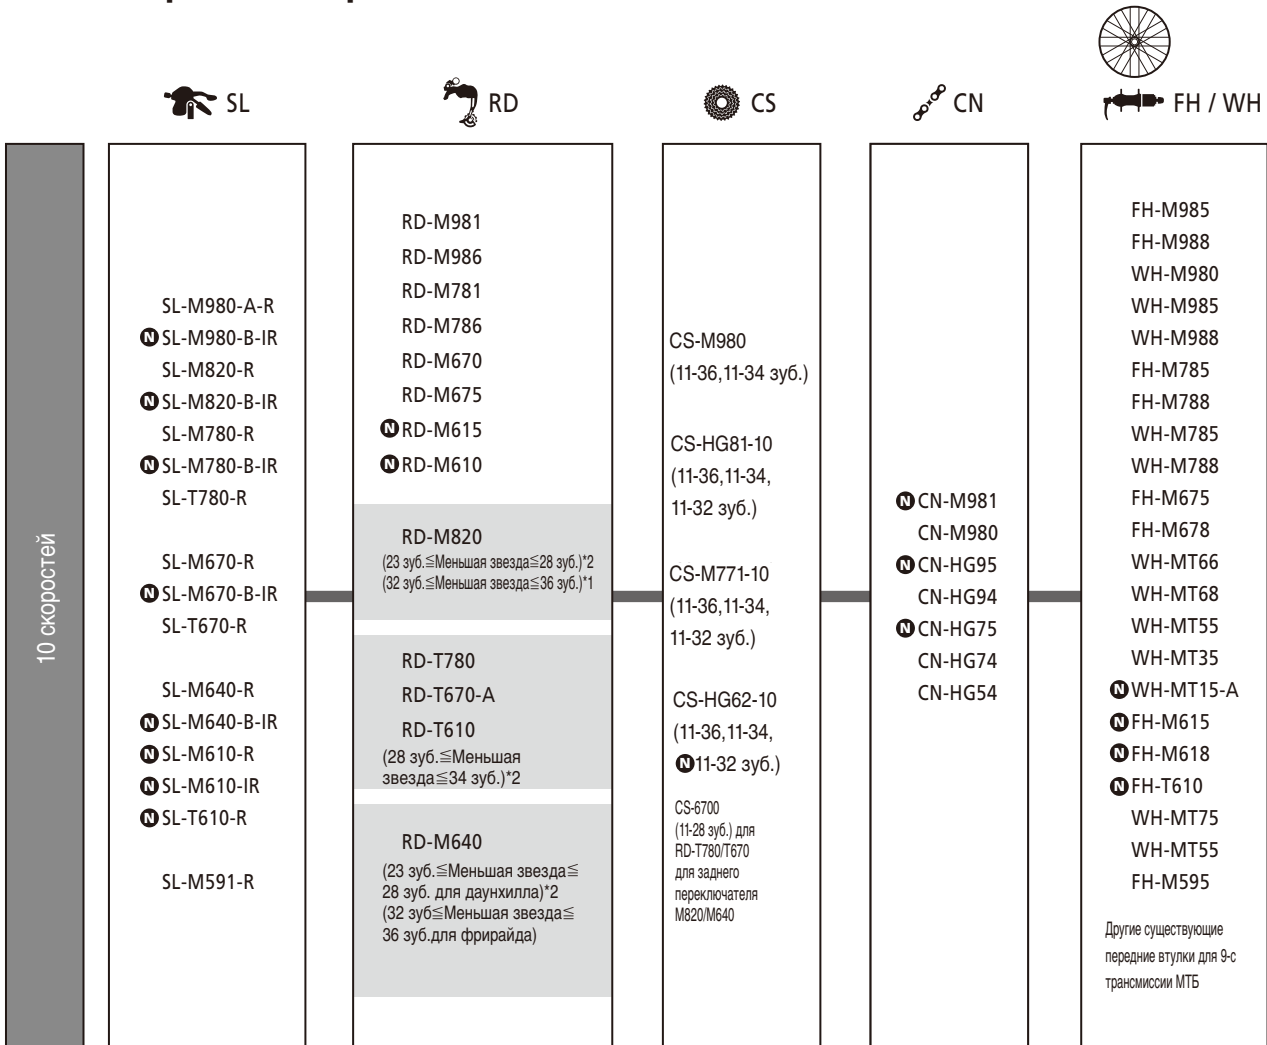 SL
RD
CS
CN
FH / WH
10 скоростей
SL-M980-A-R
N SL-M980-B-IR
SL-M820-R
N SL-M820-B-IR
SL-M780-R
N SL-M780-B-IR
SL-T780-R
SL-M670-R
N SL-M670-B-IR
SL-T670-R
SL-M640-R
N SL-M640-B-IR
N SL-M610-R
N SL-M610-IR
N SL-T610-R
SL-M591-R
RD-M981
RD-M986
RD-M781
RD-M786
RD-M670
RD-M675
N RD-M615
N RD-M610
RD-M820
(23 зуб.≦Меньшая звезда≦28 зуб.)*2
(32 зуб.≦Меньшая звезда≦36 зуб.)*1
RD-T780
RD-T670-A
RD-T610
(28 зуб.≦Меньшая
звезда≦34 зуб.)*2
RD-M640
(23 зуб.≦Меньшая звезда≦
28 зуб. для даунхилла)*2
(32 зуб≦Меньшая звезда≦
36 зуб.для фрирайда)
CS-M980
(11-36,11-34 зуб.)
CS-HG81-10
(11-36,11-34,
11-32 зуб.)
CS-M771-10
(11-36,11-34,
11-32 зуб.)
CS-HG62-10
(11-36,11-34,
N 11-32 зуб.)
CS-6700
(11-28 зуб.) для
RD-T780/T670
для заднего
переключателя
M820/M640
N CN-M981
CN-M980
N CN-HG95
CN-HG94
N CN-HG75
CN-HG74
CN-HG54
FH-M985
FH-M988
WH-M980
WH-M985
WH-M988
FH-M785
FH-M788
WH-M785
WH-M788
FH-M675
FH-M678
WH-MT66
WH-MT68
WH-MT55
WH-MT35
N WH-MT15-A
N FH-M615
N FH-M618
N FH-T610
WH-MT75
WH-MT55
FH-M595
Другие существующие
передние втулки для 9-с
трансмиссии МТБ